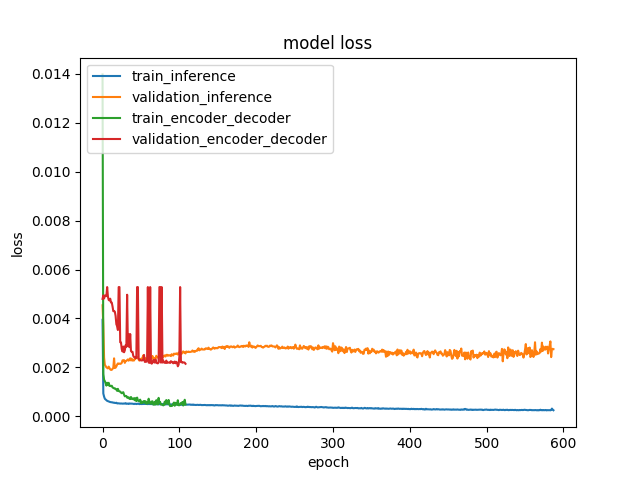 model loss
train_inference
validation_inference
train_encoder_decoder
validation_encoder_decoder
0.014
0.012
0.010
0.008
0.006
0.004
0.002
0.000
loss
0 100 200 300 400 500 600
epoch